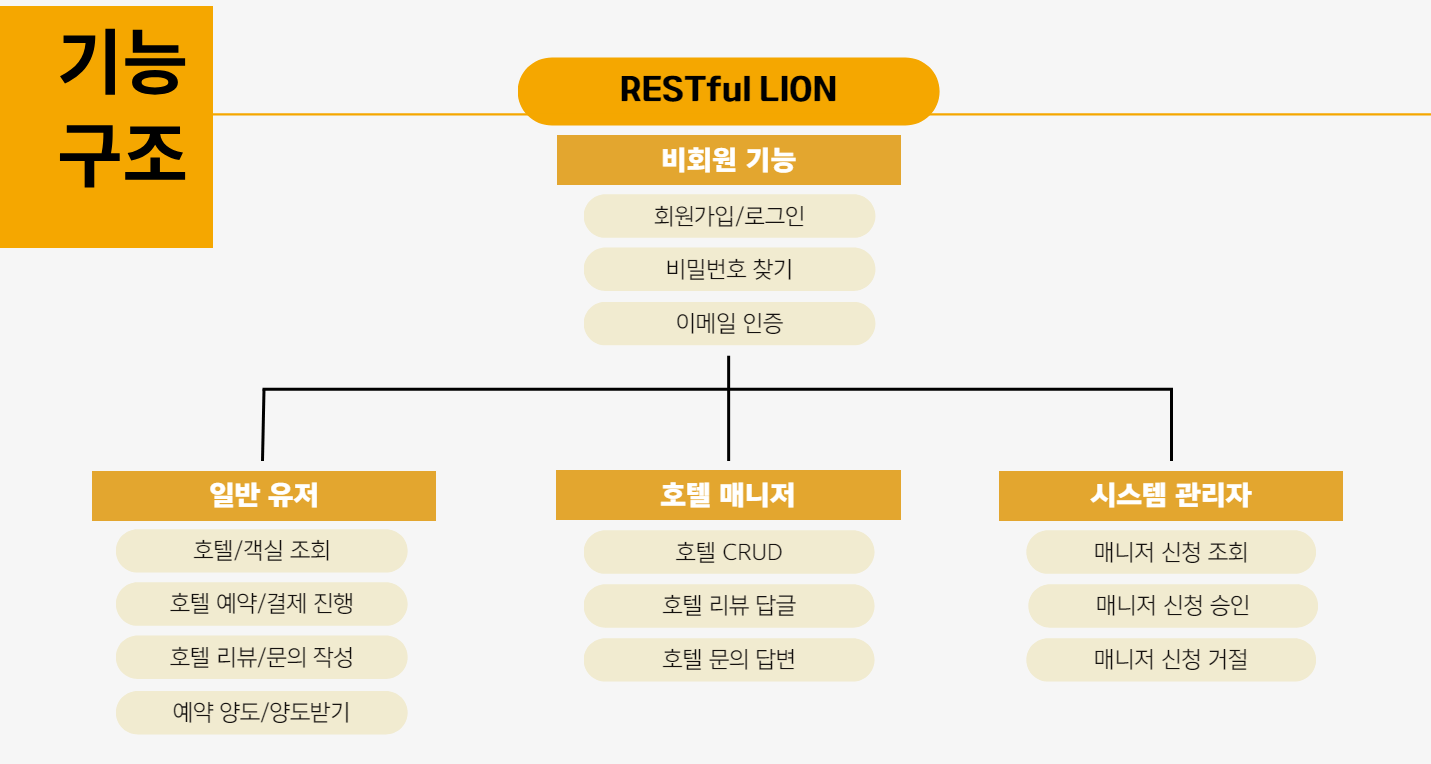 기능
구조
RESTful LION
비회원 기능
회원가입/로그인
비밀번호 찾기
이메일 인증
일반 유저
호텔/객실 조회
호텔 예약/결제 진행
호텔 리뷰/문의 작성
예약 양도/양도받기
호텔 매니저
호텔 CRUD
호텔 리뷰 답글
호텔 문의 답변
시스템 관리자
매니저 신청 조회
매니저 신청 승인
매니저 신청 거절